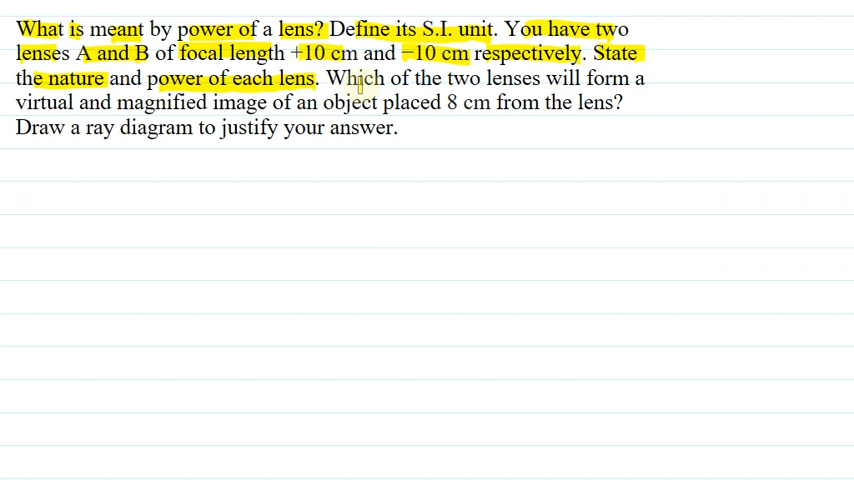 What is meant by power of a lens? Define its S.I. unit. You have two
lenses A and B of focal length +10 cm and −10 cm respectively. State
the nature and power of each lens. Which of the two lenses will form a
virtual and magnified image of an object placed 8 cm from the lens?
Draw a ray diagram to justify your answer.